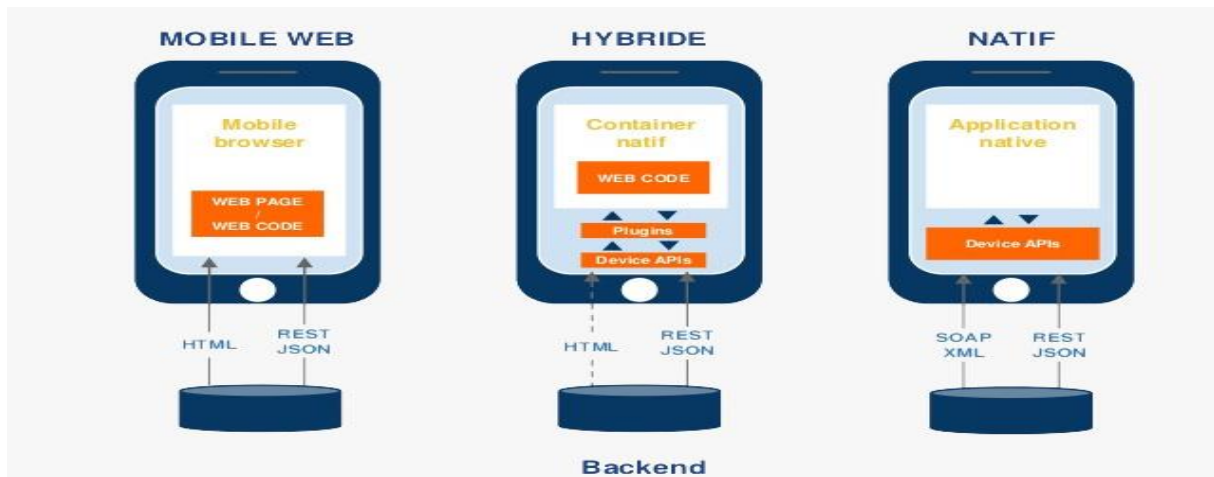 MOBILE WEB
Mobile
browser
WEB PAGE
/
WEB CODE
HTML
REST
JSON
HYBRIDE
Container
natif
WEB CODE
Plugins
Device APIs
HTML
REST
JSON
NATIF
Application
native
Device APIs
SOAP
XML
REST
JSON
Backend